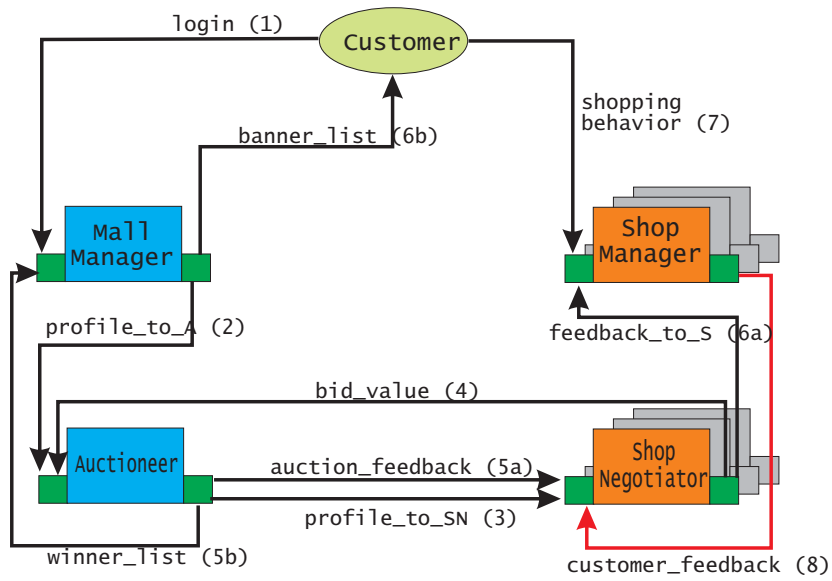 login (1)
Customer
shopping
behavior (7)
banner_list (6b)
Mall
Manager
Shop
Manager
profile_to_A (2)
feedback_to_S (6a)
bid_value (4)
Auctioneer
auction_feedback (5a)
Shop
Negotiator
profile_to_SN (3)
winner_list (5b)
customer_feedback (8)